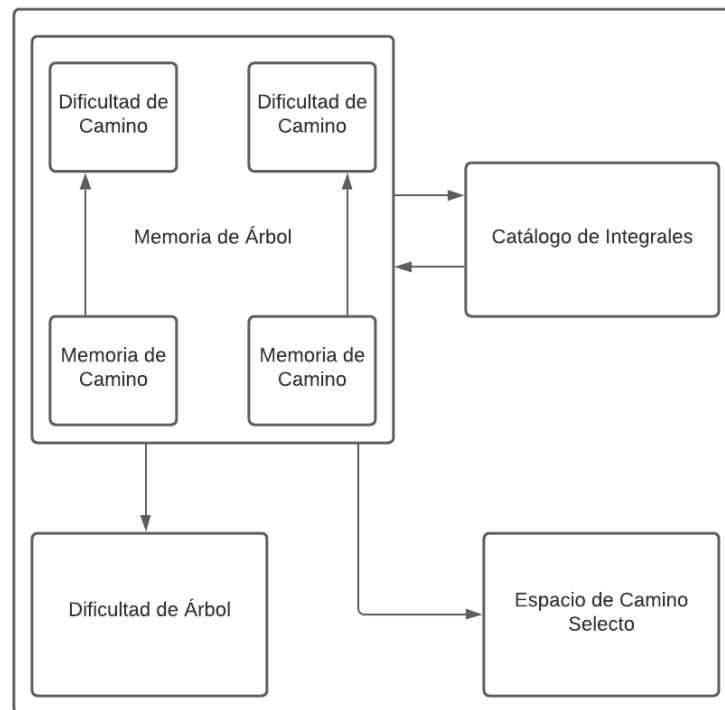 Dificultad de
Camino
Dificultad de
Camino
Memoria de Árbol
Catálogo de Integrales
Memoria de
Camino
Memoria de
Camino
Dificultad de Árbol
Espacio de Camino
Selecto